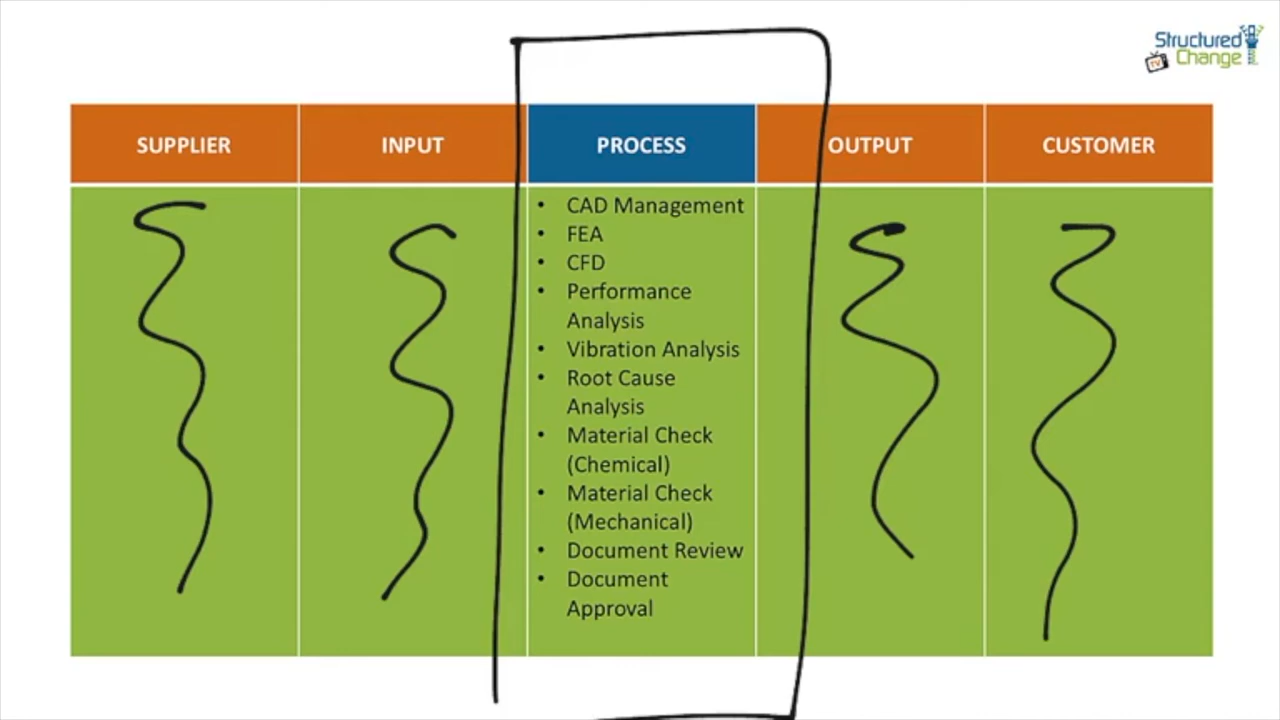 Structured
Change
TV
SUPPLIER
INPUT
PROCESS
OUTPUT
CUSTOMER
• CAD Management
• FEA
• CFD
• Performance
Analysis
• Vibration Analysis
• Root Cause
Analysis
• Material Check
(Chemical)
• Material Check
(Mechanical)
• Document Review
• Document
Approval